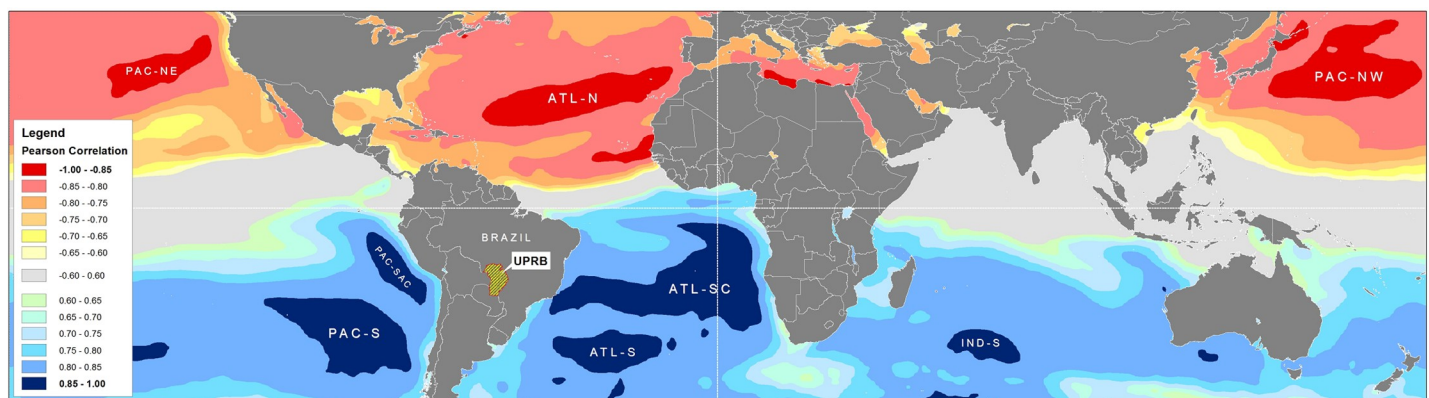 PAC-NE
ATL-N
PAC-NW
Legend
Pearson Correlation
-1.00 - -0.85
-0.85 - -0.80
-0.80 - -0.75
-0.75 - -0.70
-0.70 - -0.65
-0.65 - -0.60
-0.60 - 0.60
0.60 - 0.65
0.65 - 0.70
0.70 - 0.75
0.75 - 0.80
0.80 - 0.85
0.85 - 1.00
BRAZIL
UPRB
PAC-SAC
ATL-SC
PAC-S
ATL-S
IND-S